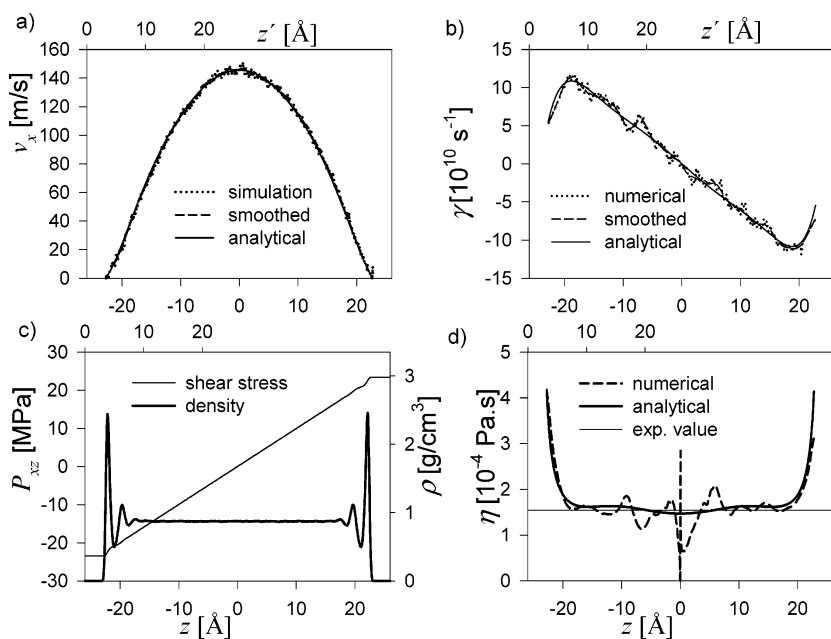 a)
0 10 20
z′ [Å]
160
140
120
100
80
60
40
20
0
v_x [m/s]
simulation
smoothed
analytical
-20 -10 0 10 20
b)
0 10 20
z′ [Å]
15
10
5
0
-5
-10
-15
γ [10^10 s^-1]
numerical
smoothed
analytical
-20 -10 0 10 20
c)
0 10 20
30
20
10
0
-10
-20
-30
P_xz [MPa]
shear stress
density
3
2
1
0
ρ [g/cm^3]
-20 -10 0 10 20
z [Å]
d)
0 10 20
5
4
3
2
1
0
η [10^-4 Pa.s]
numerical
analytical
exp. value
-20 -10 0 10 20
z [Å]